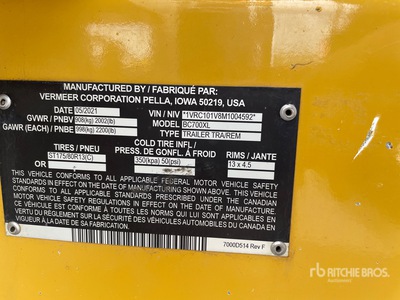 MANUFACTURED BY / FABRIQUÉ PAR:
VERMEER CORPORATION PELLA, IOWA 50219, USA
05/2021
VIN / NIV *1VRC101V8M1004592*
GVWR / PNBV 908(kg) 2002(lb)
MODEL BC700XL
GAWR (EACH) / PNBE 998(kg) 2200(lb)
TYPE TRAILER TRA/REM
TIRES / PNEU
COLD TIRE INFL./
PRESS. DE GONFL. À FROID
RIMS / JANTE
ST175/80R13(C)
350(kpa) 50(psi)
13 x 4.5
OR -
THIS VEHICLE CONFORMS TO ALL APPLICABLE FEDERAL MOTOR VEHICLE SAFETY
STANDARDS IN EFFECT ON THE DATE OF MANUFACTURING SHOWN ABOVE. THIS VEHICLE
CONFORMS TO ALL APPLICABLE STANDARDS PRESCRIBED UNDER THE CANADIAN
MOTOR VEHICLE SAFETY REGULATIONS IN EFFECT ON THE DATE OF MANUFACTURE. /
CE VÉHICULE EST CONFORME À TOUTES LES NORMES QUI LUI SONT APPLICABLES EN
VERTU DU RÈGLEMENT SUR LA SÉCURITÉ DES VÉHICULES AUTOMOBILES DU CANADA EN
VIGUEUR À LA DATE DE SA FABRICATION.
7000D514 Rev F
rb RITCHIE BROS.